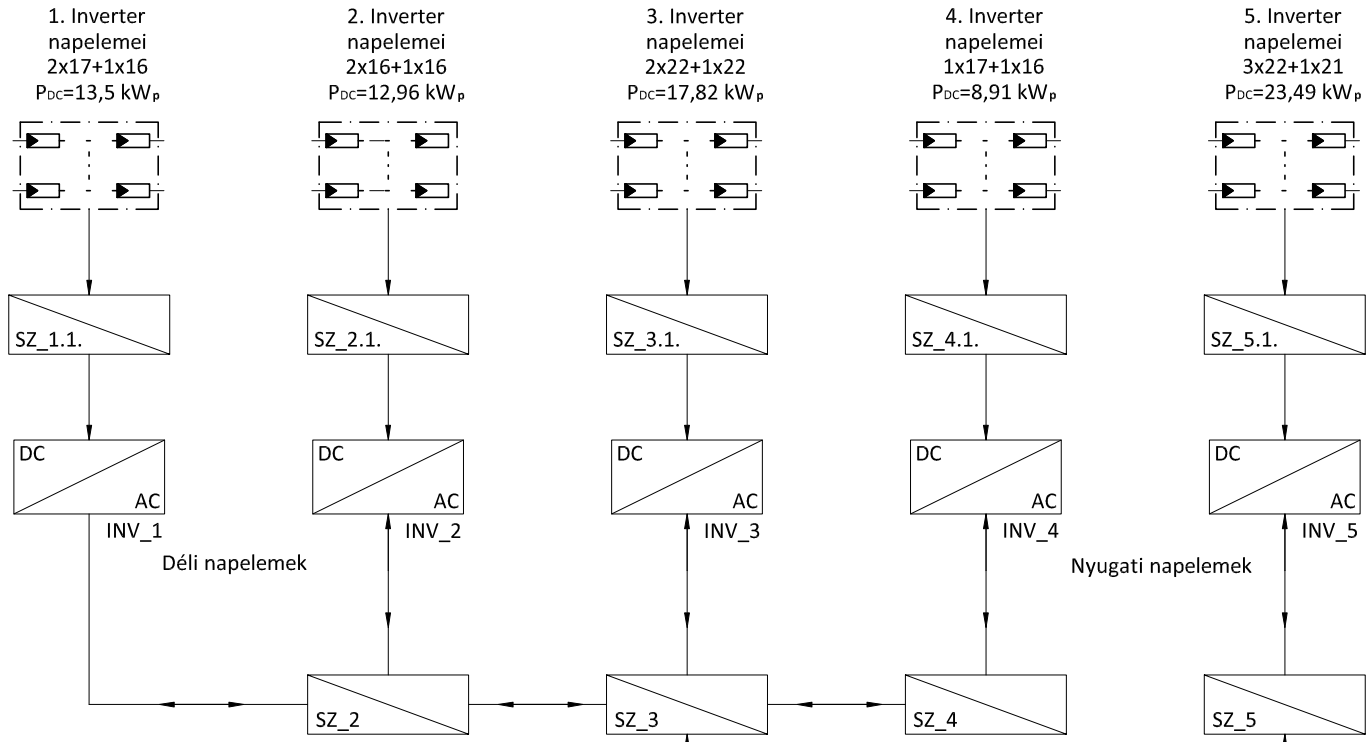 1. Inverter
napelemei
2x17+1x16
PDC=13,5 kWp
2. Inverter
napelemei
2x16+1x16
PDC=12,96 kWp
3. Inverter
napelemei
2x22+1x22
PDC=17,82 kWp
4. Inverter
napelemei
1x17+1x16
PDC=8,91 kWp
5. Inverter
napelemei
3x22+1x21
PDC=23,49 kWp
SZ_1.1.
SZ_2.1.
SZ_3.1.
SZ_4.1.
SZ_5.1.
DC
AC
INV_1
DC
AC
INV_2
DC
AC
INV_3
DC
AC
INV_4
DC
AC
INV_5
Déli napelemek
Nyugati napelemek
SZ_2
SZ_3
SZ_4
SZ_5